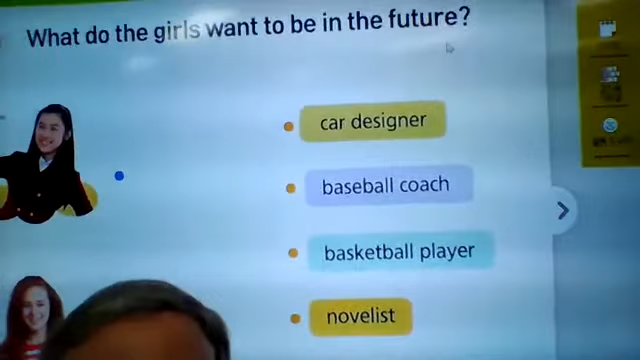 What do the girls want to be in the future?
car designer
baseball coach
basketball player
novelist